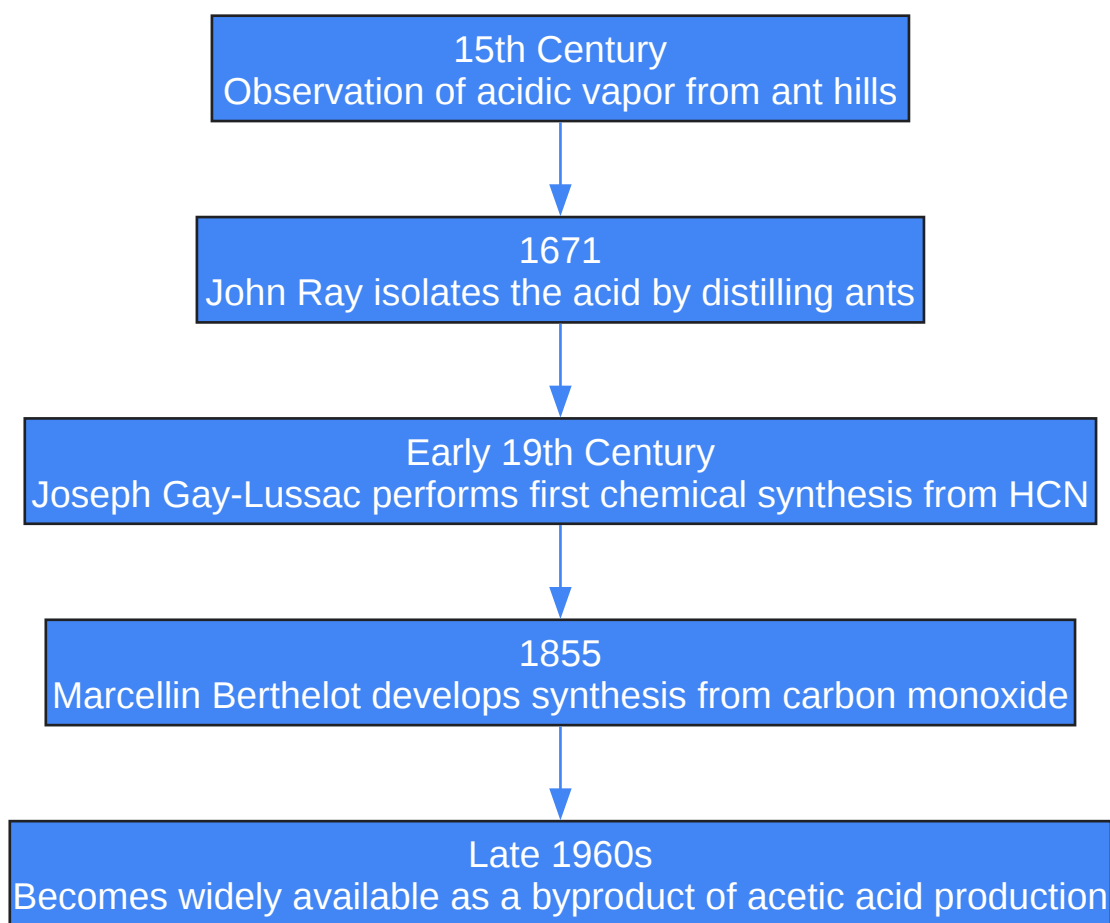 15th Century
Observation of acidic vapor from ant hills
1671
John Ray isolates the acid by distilling ants
Early 19th Century
Joseph Gay-Lussac performs first chemical synthesis from HCN
1855
Marcellin Berthelot develops synthesis from carbon monoxide
Late 1960s
Becomes widely available as a byproduct of acetic acid production